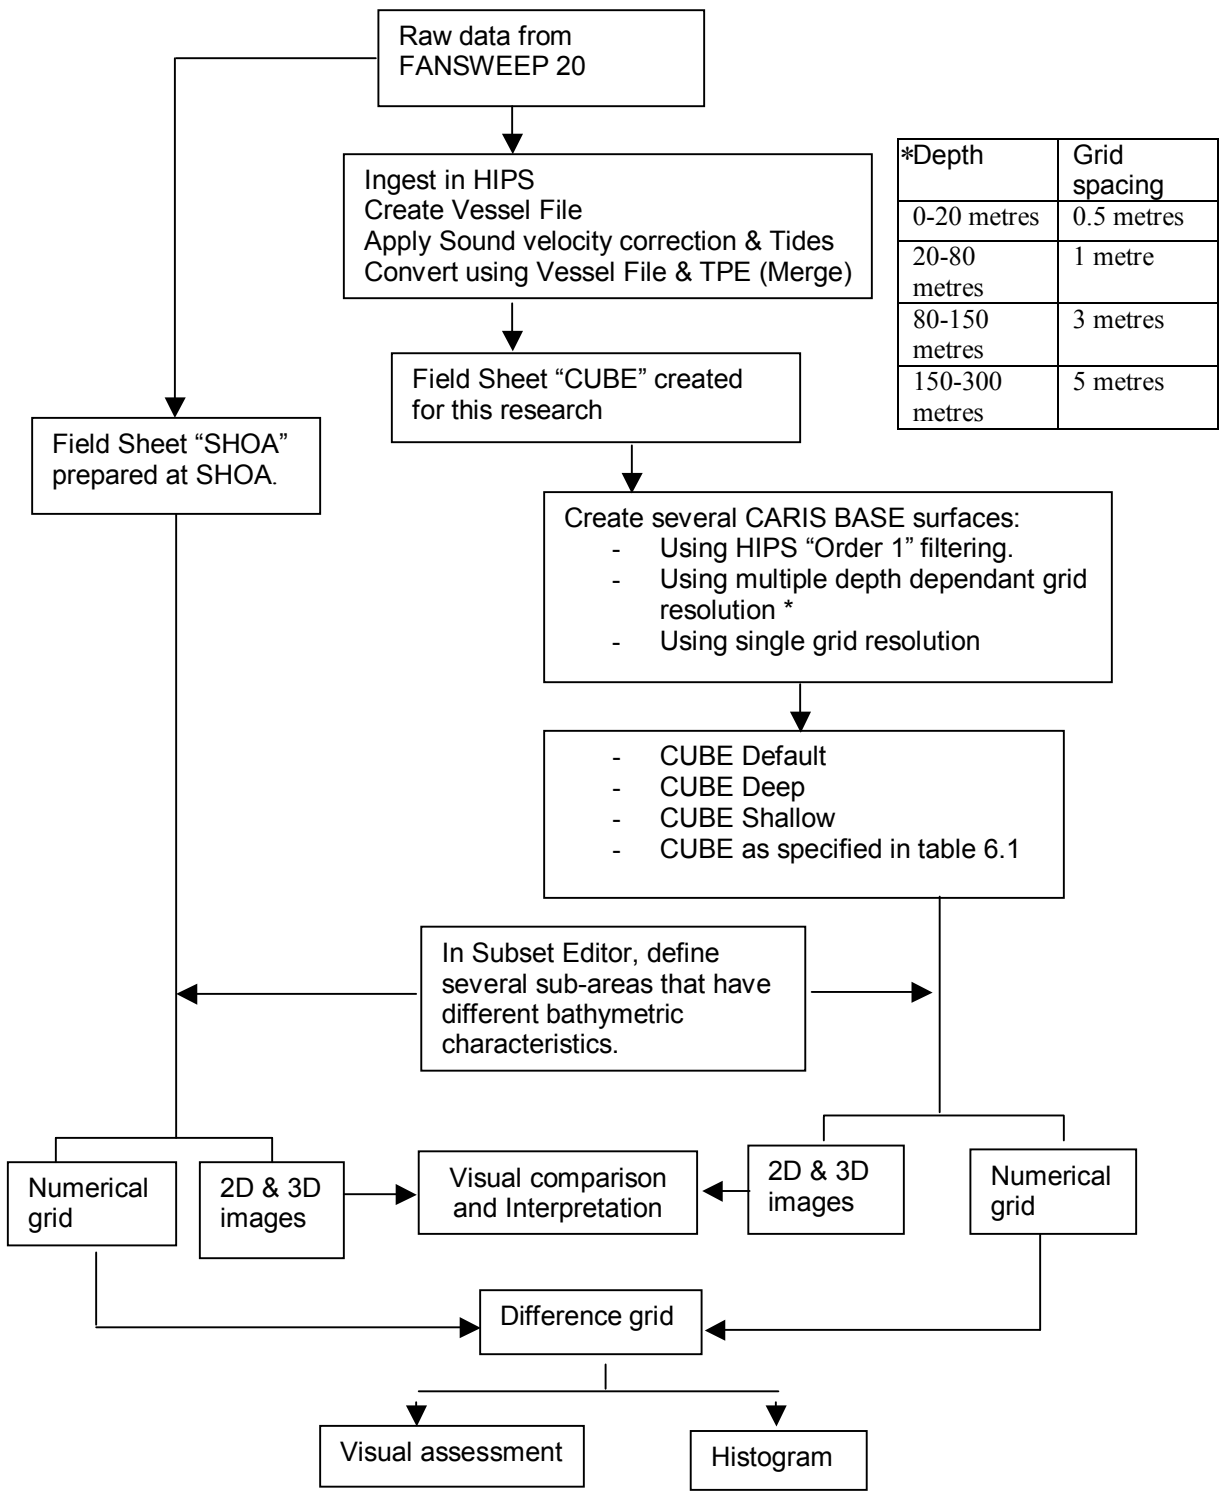 Raw data from
FANSWEEP 20
Ingest in HIPS
Create Vessel File
Apply Sound velocity correction & Tides
Convert using Vessel File & TPE (Merge)
*Depth
Grid
spacing
0-20 metres
0.5 metres
20-80
metres
1 metre
80-150
metres
3 metres
150-300
metres
5 metres
Field Sheet “CUBE” created
for this research
Field Sheet “SHOA”
prepared at SHOA.
Create several CARIS BASE surfaces:
- Using HIPS “Order 1” filtering.
- Using multiple depth dependant grid
resolution *
- Using single grid resolution
- CUBE Default
- CUBE Deep
- CUBE Shallow
- CUBE as specified in table 6.1
In Subset Editor, define
several sub-areas that have
different bathymetric
characteristics.
Numerical
grid
2D & 3D
images
Visual comparison
and Interpretation
2D & 3D
images
Numerical
grid
Difference grid
Visual assessment
Histogram